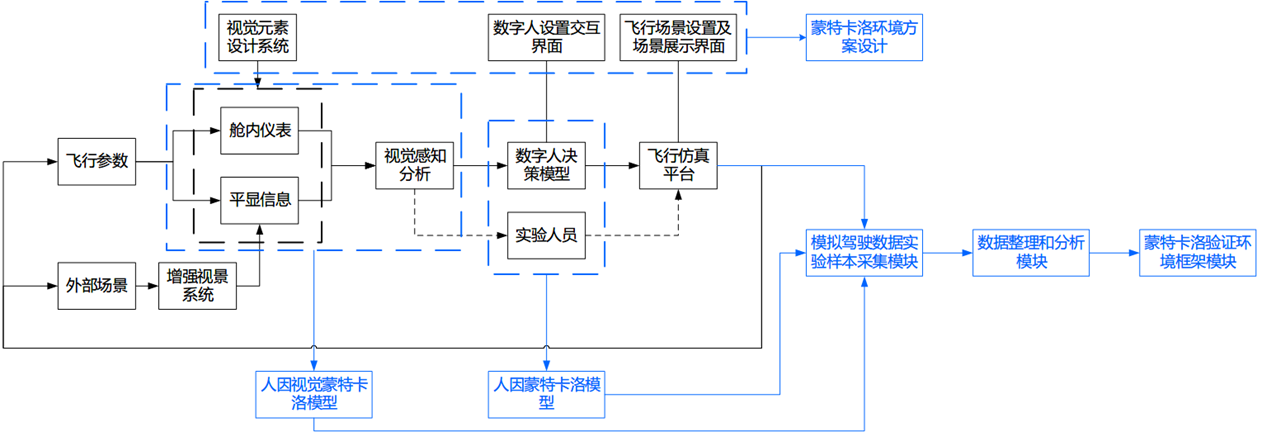 视觉元素
设计系统
数字人设置交互
界面
飞行场景设置及
场景展示界面
蒙特卡洛环境方
案设计
舱内仪表
飞行参数
视觉感知
分析
数字人决
策模型
飞行仿真
平台
平显信息
实验人员
外部场景
增强视景
系统
模拟驾驶数据实
验样本采集模块
数据整理和分析
模块
蒙特卡洛验证环
境框架模块
人因视觉蒙特卡
洛模型
人因蒙特卡洛模
型